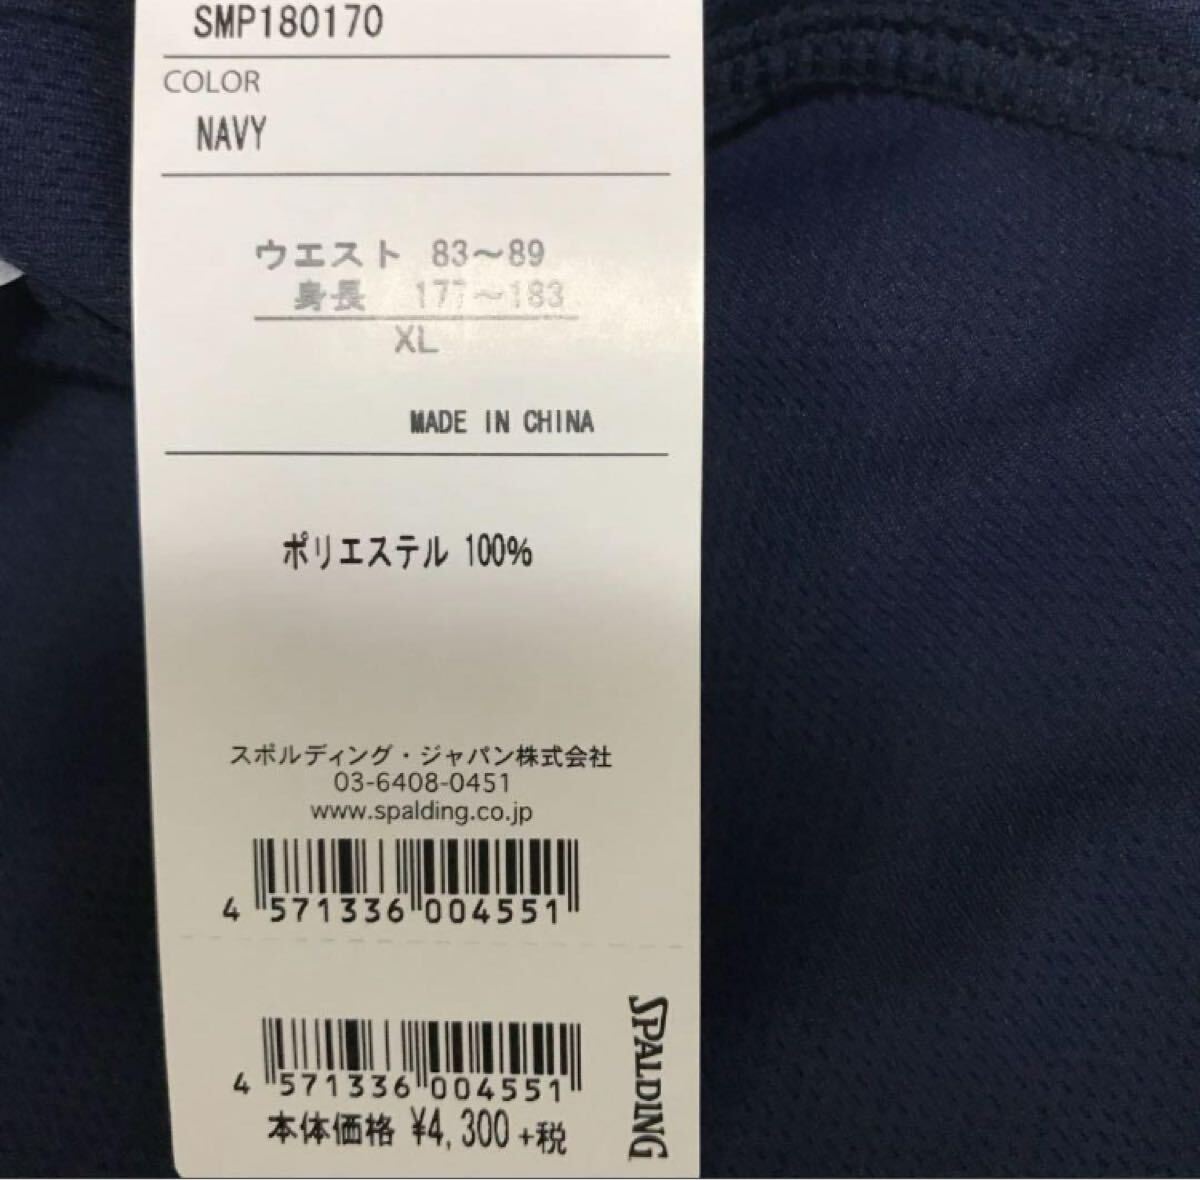 SMP180170
COLOR
NAVY
ウエスト 83～89
身長 177～183
XL
MADE IN CHINA
ポリエステル 100%
スポルディング・ジャパン株式会社
03-6408-0451
www.spalding.co.jp
4 571336 004551
4 571336 004551
本体価格 ¥4,300 +税
SPALDING